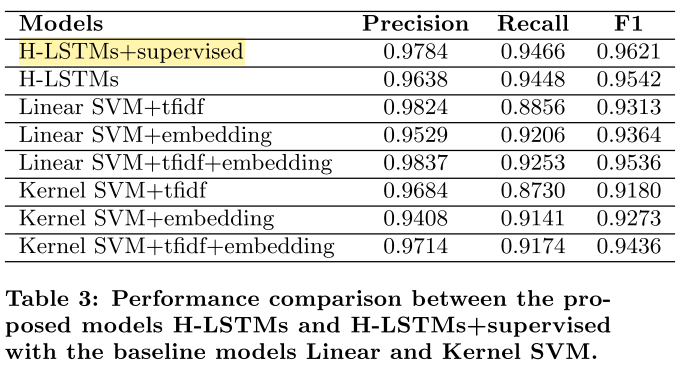 Models Precision Recall F1
H-LSTMs+supervised 0.9784 0.9466 0.9621
H-LSTMs 0.9638 0.9448 0.9542
Linear SVM+tfidf 0.9824 0.8856 0.9313
Linear SVM+embedding 0.9529 0.9206 0.9364
Linear SVM+tfidf+embedding 0.9837 0.9253 0.9536
Kernel SVM+tfidf 0.9684 0.8730 0.9180
Kernel SVM+embedding 0.9408 0.9141 0.9273
Kernel SVM+tfidf+embedding 0.9714 0.9174 0.9436
Table 3: Performance comparison between the pro-
posed models H-LSTMs and H-LSTMs+supervised
with the baseline models Linear and Kernel SVM.